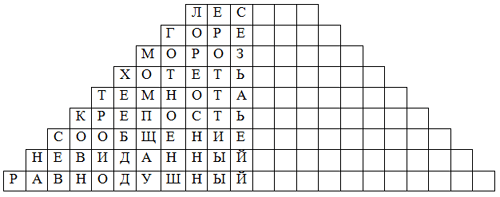 ЛЕС
ГОРЕ
МОРОЗ
ХОТЕТЬ
ТЕМНОТА
КРЕПОСТЬ
СООБЩЕНИЕ
НЕВИДАННЫЙ
РАВНОДУШНЫЙ